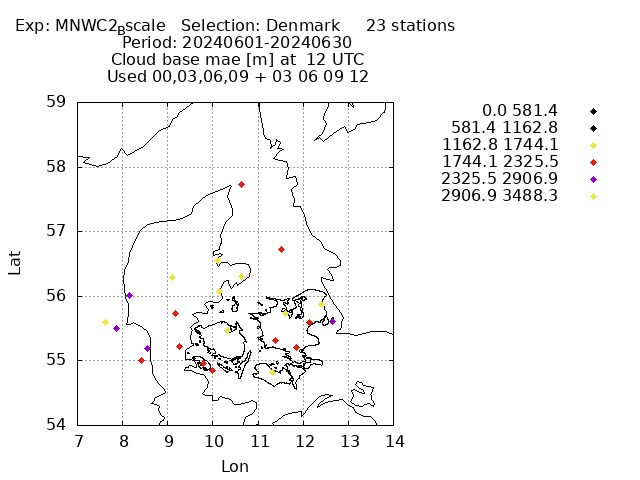 Exp: MNWC2_Bscale   Selection: Denmark     23 stations
Period: 20240601-20240630
Cloud base mae [m] at  12 UTC
Used 00,03,06,09 + 03 06 09 12
0.0 581.4
581.4 1162.8
1162.8 1744.1
1744.1 2325.5
2325.5 2906.9
2906.9 3488.3
59
58
57
56
55
54
Lat
7 8 9 10 11 12 13 14
Lon